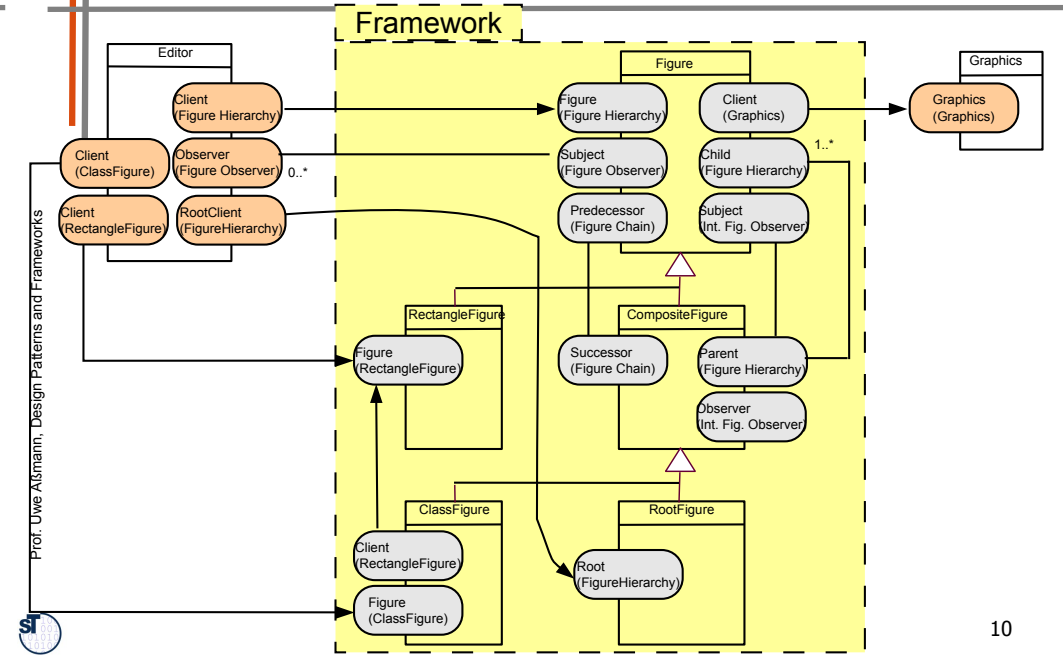 Framework
Editor
Client
(Figure Hierarchy)
Client
(ClassFigure)
Observer
(Figure Observer)
0..*
Client
(RectangleFigure)
RootClient
(FigureHierarchy)
Figure
Figure
(Figure Hierarchy)
Client
(Graphics)
Subject
(Figure Observer)
Child
(Figure Hierarchy)
1..*
Predecessor
(Figure Chain)
Subject
(Int. Fig. Observer)
Graphics
Graphics
(Graphics)
RectangleFigure
Figure
(RectangleFigure)
CompositeFigure
Successor
(Figure Chain)
Parent
(Figure Hierarchy)
Observer
(Int. Fig. Observer)
ClassFigure
Client
(RectangleFigure)
Figure
(ClassFigure)
RootFigure
Root
(FigureHierarchy)
Prof. Uwe Aßmann, Design Patterns and Frameworks
ST
10